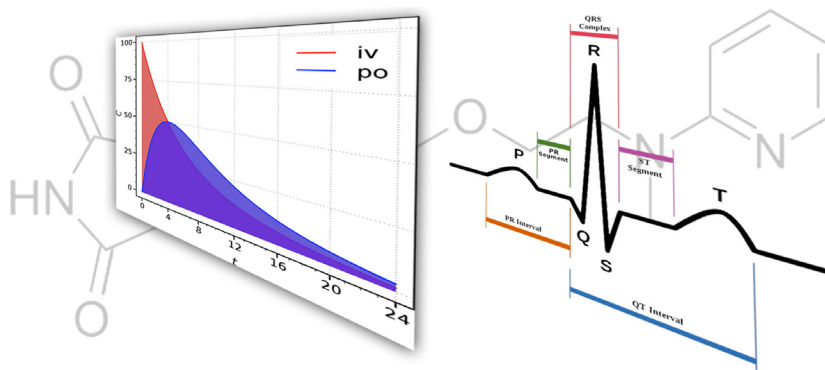 100
75
50
25
0
C
iv
po
0
4
8
12
16
20
24
t
O
HN
O
O
N
N
QRS
Complex
R
PR
Segment
ST
Segment
P
T
PR Interval
Q
S
QT Interval